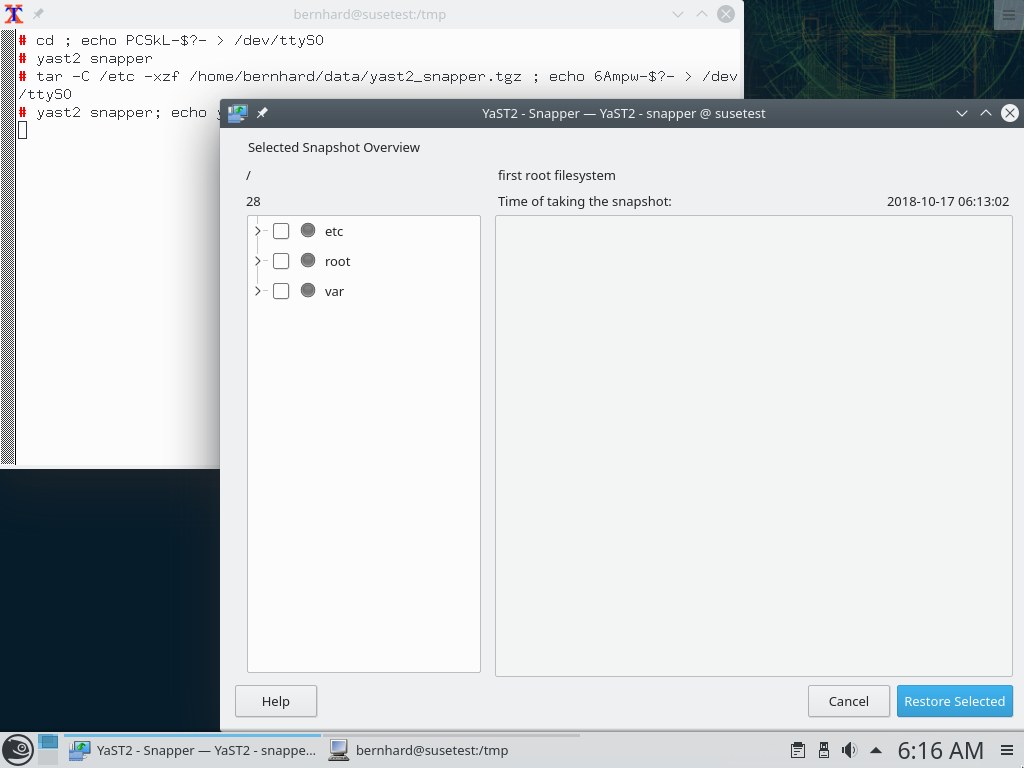 bernhard@susetest:/tmp
# cd ; echo PCSkL-$?- > /dev/ttyS0
# yast2 snapper
# tar -C /etc -xzf /home/bernhard/data/yast2_snapper.tgz ; echo 6Ampw-$?- > /dev
/ttyS0
# yast2 snapper; echo
YaST2 - Snapper — YaST2 - snapper @ susetest
Selected Snapshot Overview
/ first root filesystem
28 Time of taking the snapshot: 2018-10-17 06:13:02
etc
root
var
Help Cancel Restore Selected
YaST2 - Snapper — YaST2 - snappe... bernhard@susetest:/tmp 6:16 AM